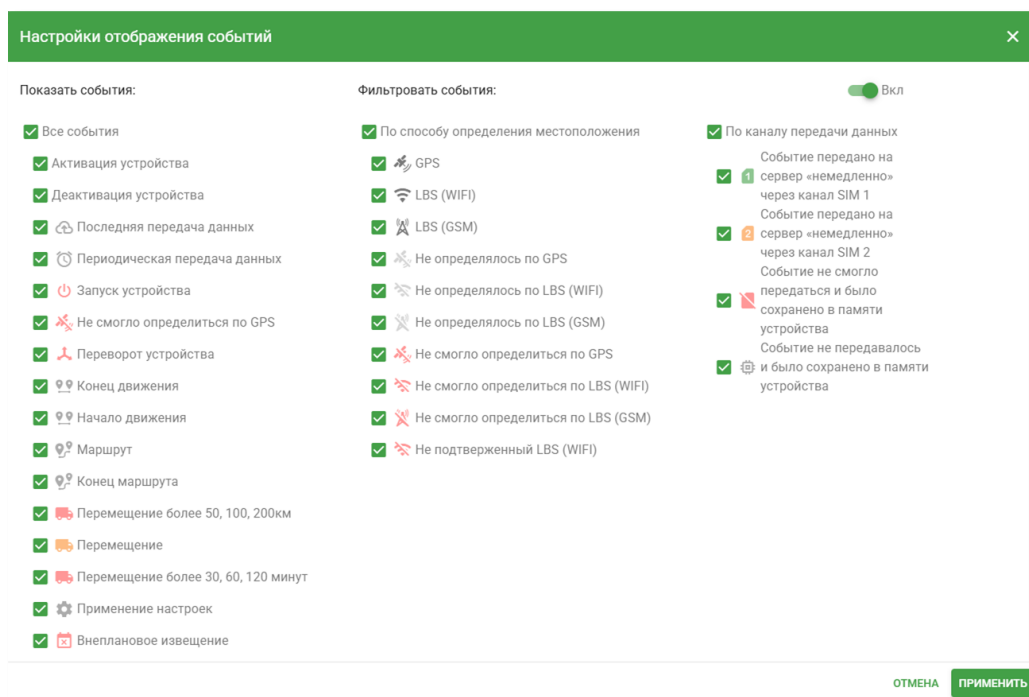 Настройки отображения событий
Показать события:
Все события
Активация устройства
Деактивация устройства
Последняя передача данных
Периодическая передача данных
Запуск устройства
Не смогло определиться по GPS
Переворот устройства
Конец движения
Начало движения
Маршрут
Конец маршрута
Перемещение более 50, 100, 200км
Перемещение
Перемещение более 30, 60, 120 минут
Применение настроек
Внеплановое извещение
Фильтровать события:
Вкл
По способу определения местоположения
GPS
LBS (WIFI)
LBS (GSM)
Не определялось по GPS
Не определялось по LBS (WIFI)
Не определялось по LBS (GSM)
Не смогло определиться по GPS
Не смогло определиться по LBS (WIFI)
Не смогло определиться по LBS (GSM)
Не подтвержденный LBS (WIFI)
По каналу передачи данных
Событие передано на
1 сервер «немедленно»
через канал SIM 1
Событие передано на
2 сервер «немедленно»
через канал SIM 2
Событие не смогло
передаться и было
сохранено в памяти
устройства
Событие не передавалось
и было сохранено в памяти
устройства
ОТМЕНА
ПРИМЕНИТЬ